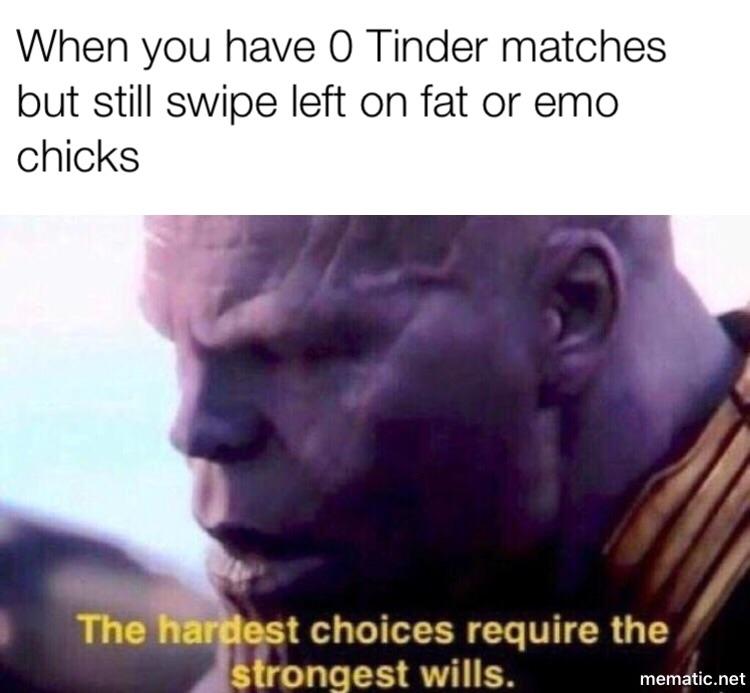 When you have 0 Tinder matches
but still swipe left on fat or emo
chicks
The hardest choices require the
strongest wills.
mematic.net